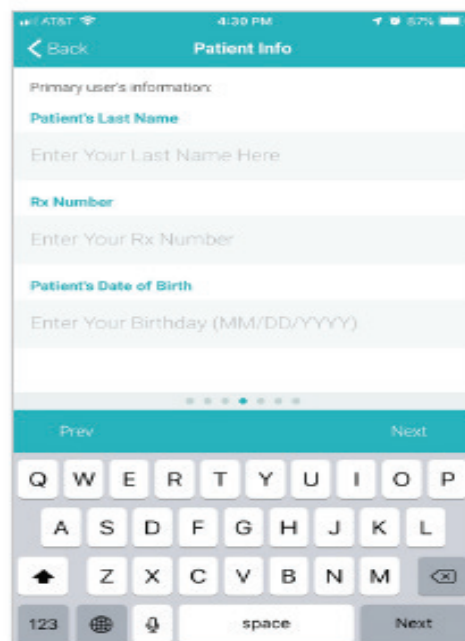 AT&T 4:30 PM 87%
Back Patient Info
Primary user's information:
Patient's Last Name
Enter Your Last Name Here
Rx Number
Enter Your Rx Number
Patient's Date of Birth
Enter Your Birthday (MM/DD/YYYY)
Prev Next
Q W E R T Y U I O P
A S D F G H J K L
Z X C V B N M
123 space Next